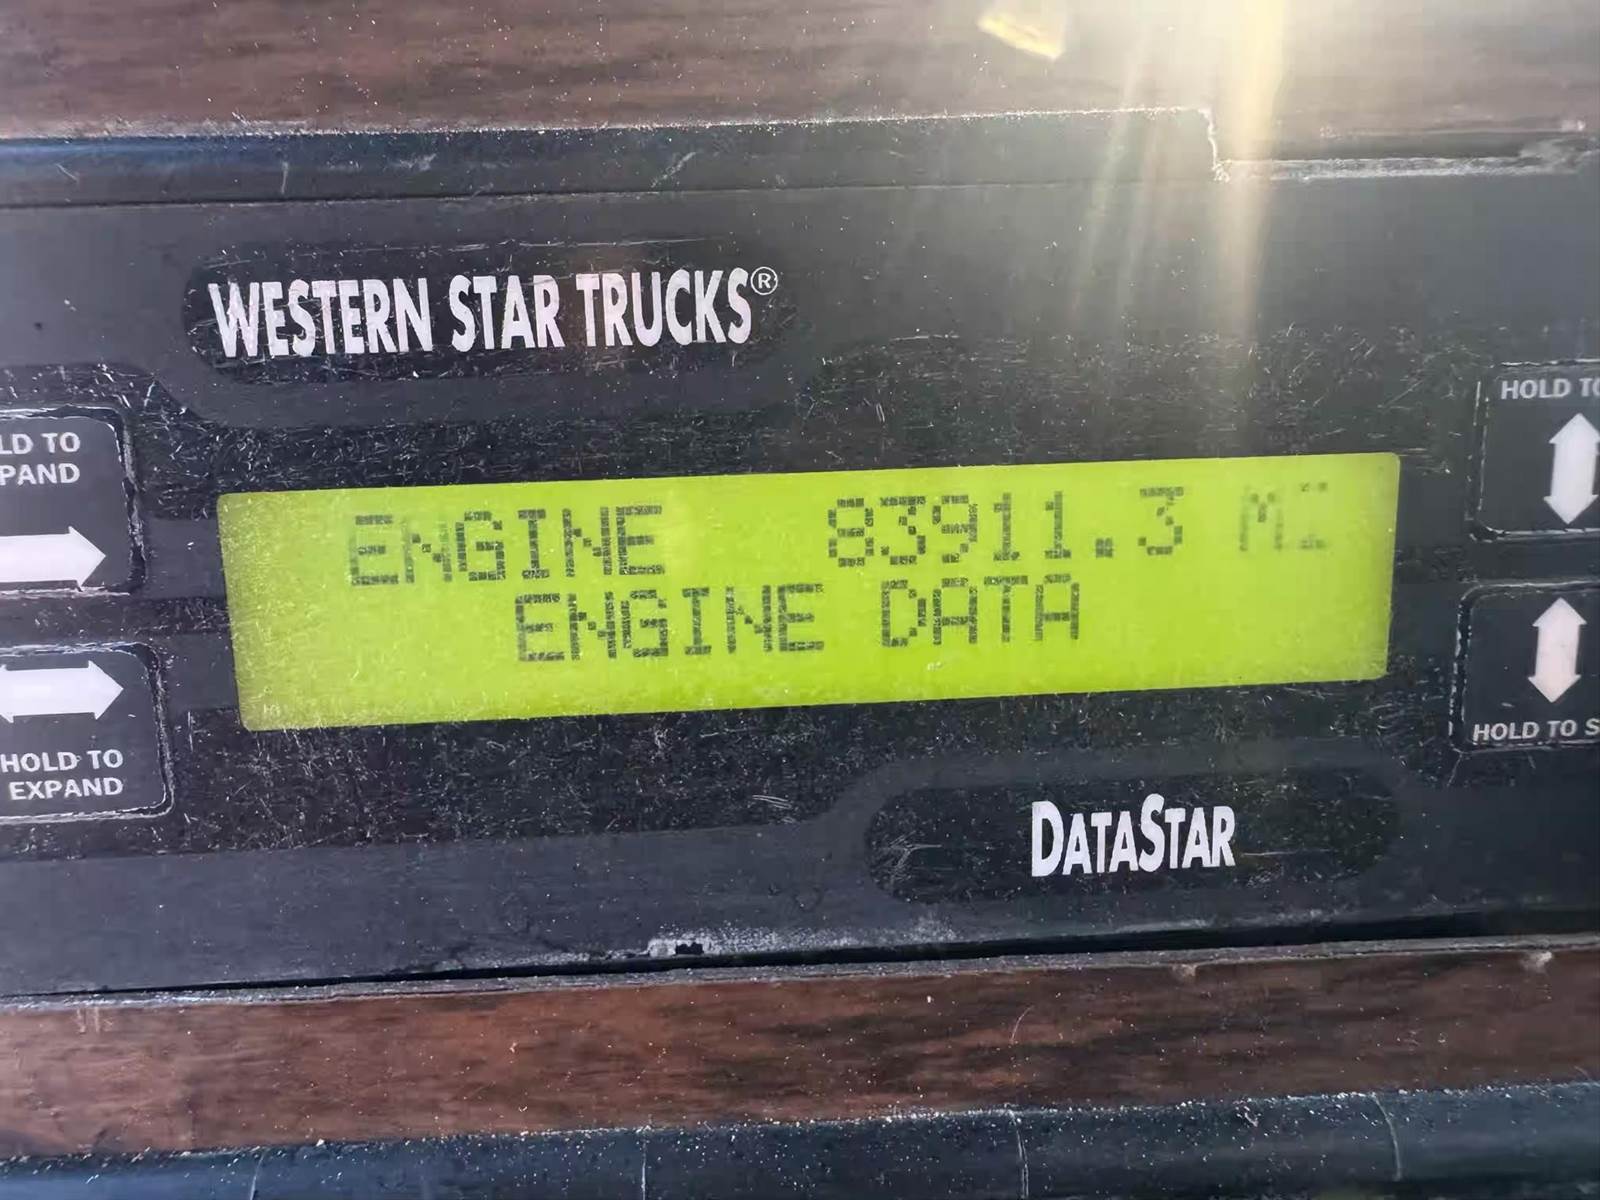 WESTERN STAR TRUCKS®
LD TO
PAND
HOLD TO
ENGINE 83911.3 MI
ENGINE DATA
HOLD TO
EXPAND
HOLD TO S
DATASTAR